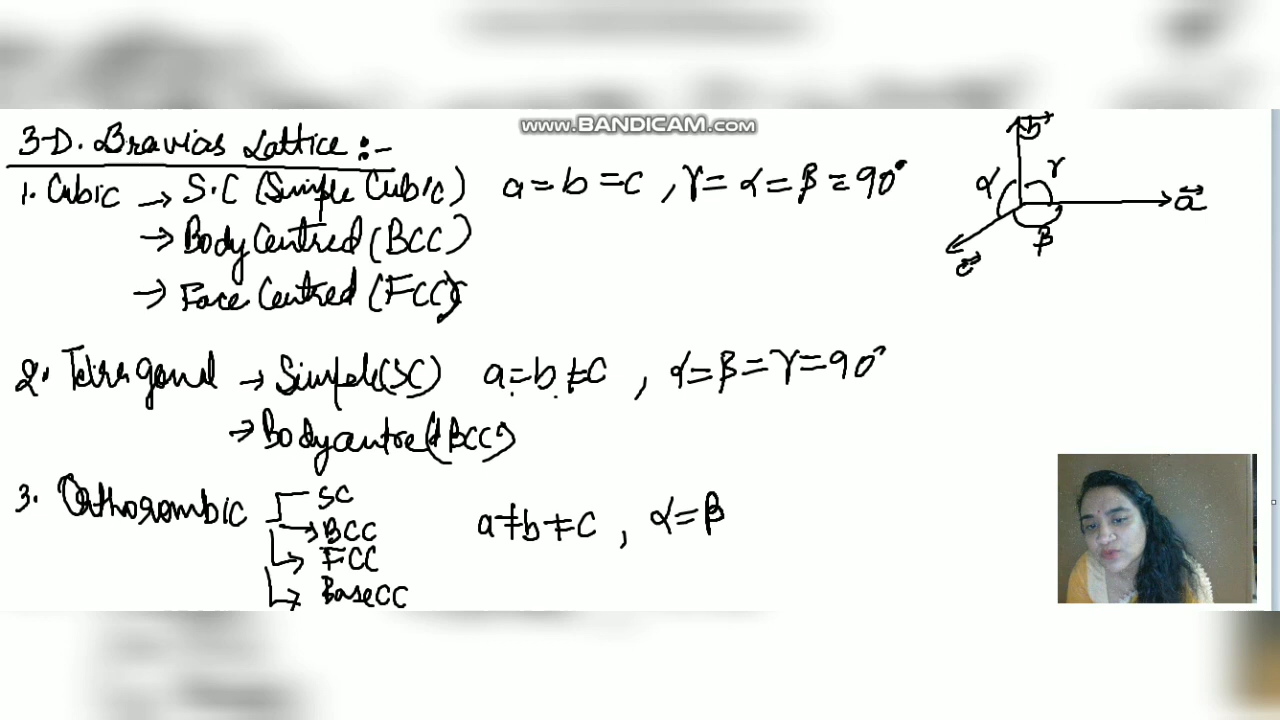 www.BANDICAM.com
3-D. Bravias Lattice :-
1. Cubic → S.C (Simple Cubic) a = b = c , γ = α = β = 90°
→ Body Centred (BCC)
→ Face Centred (FCC)
b
α γ
a
β
c
2. Tetragonal → Simple(SC) a = b ≠ c , α = β = γ = 90°
→ Bodycentred(BCC)
3. Orthorombic SC
→ BCC a ≠ b ≠ c , α = β
→ FCC
→ BaseCC